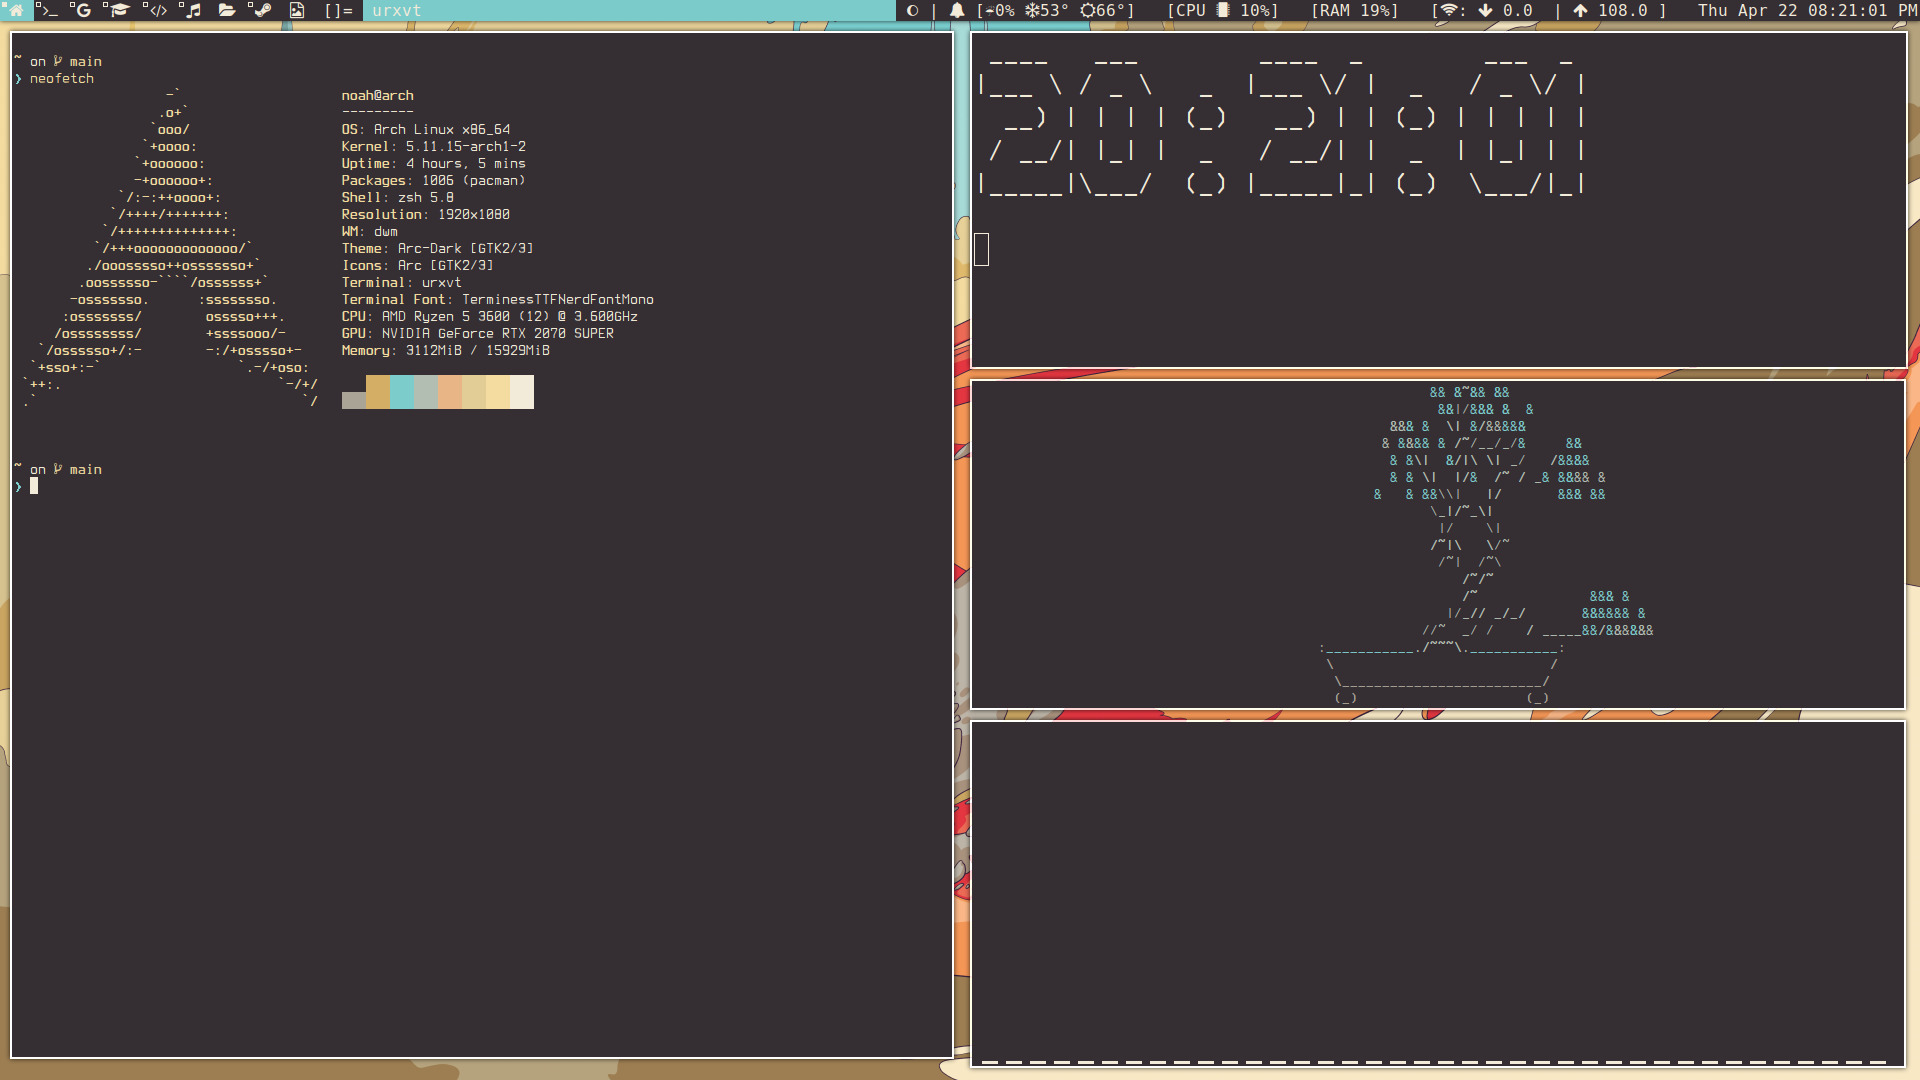 []= urxvt | [0% 53° 66°] [CPU 10%] [RAM 19%] [ : 0.0 | 108.0 ] Thu Apr 22 08:21:01 PM
~ on main
❯ neofetch
noah@arch
---------
OS: Arch Linux x86_64
Kernel: 5.11.15-arch1-2
Uptime: 4 hours, 5 mins
Packages: 1006 (pacman)
Shell: zsh 5.8
Resolution: 1920x1080
WM: dwm
Theme: Arc-Dark [GTK2/3]
Icons: Arc [GTK2/3]
Terminal: urxvt
Terminal Font: TerminessTTFNerdFontMono
CPU: AMD Ryzen 5 3600 (12) @ 3.600GHz
GPU: NVIDIA GeForce RTX 2070 SUPER
Memory: 3112MiB / 15929MiB
~ on main
❯
20:21:01